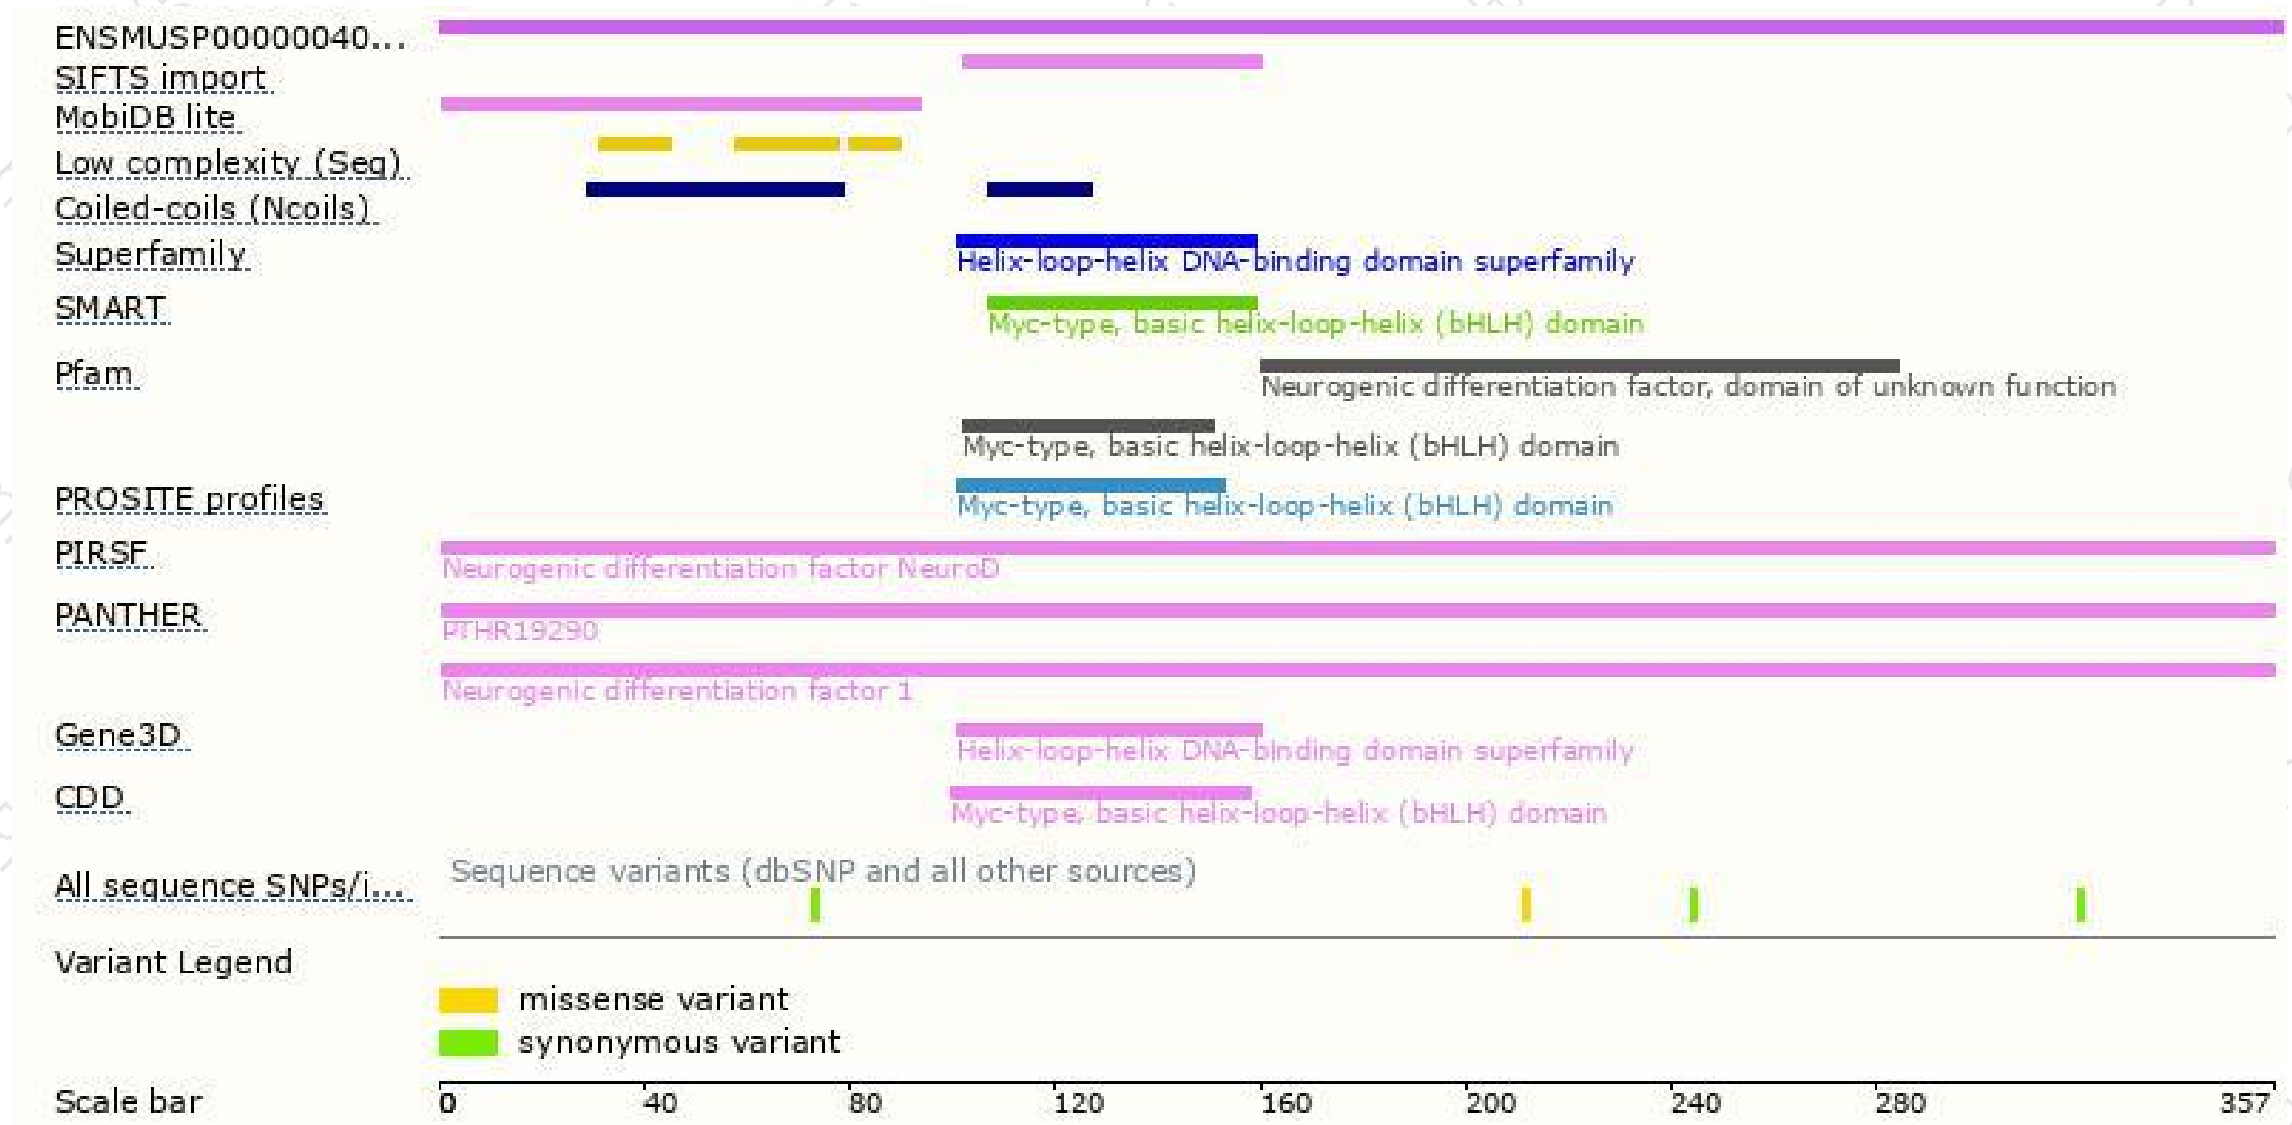 ENSMUSP00000040...
SIFTS import
MobiDB lite
Low complexity (Seg)
Coiled-coils (Ncoils)
Superfamily
Helix-loop-helix DNA-binding domain superfamily
SMART
Myc-type, basic helix-loop-helix (bHLH) domain
Pfam
Neurogenic differentiation factor, domain of unknown function
Myc-type, basic helix-loop-helix (bHLH) domain
PROSITE profiles
Myc-type, basic helix-loop-helix (bHLH) domain
PIRSF
Neurogenic differentiation factor NeuroD
PANTHER
PTHR19290
Neurogenic differentiation factor 1
Gene3D
Helix-loop-helix DNA-binding domain superfamily
CDD
Myc-type, basic helix-loop-helix (bHLH) domain
Sequence variants (dbSNP and all other sources)
All sequence SNPs/i...
Variant Legend
missense variant
synonymous variant
Scale bar 0 40 80 120 160 200 240 280 357